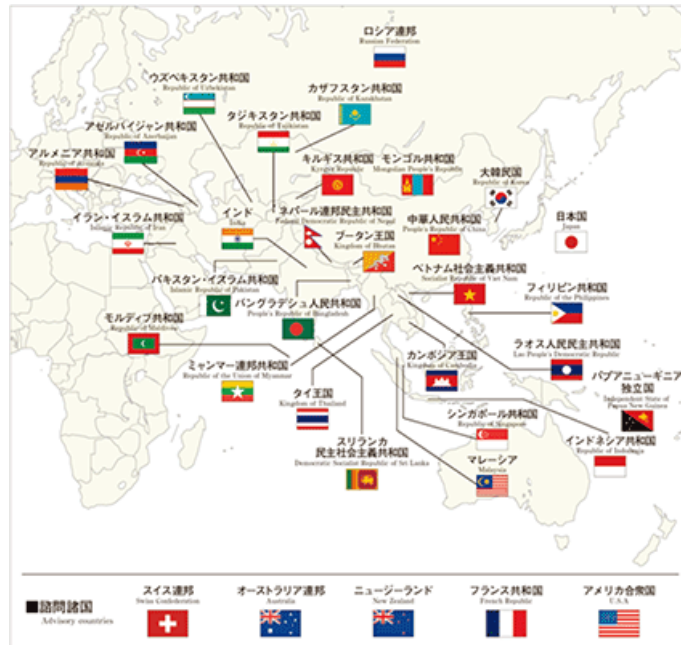 ロシア連邦
Russian Federation
ウズベキスタン共和国
Republic of Uzbekistan
カザフスタン共和国
Republic of Kazakhstan
タジキスタン共和国
Republic of Tajikistan
アゼルバイジャン共和国
Republic of Azerbaijan
アルメニア共和国
Republic of Armenia
キルギス共和国
Kyrgyz Republic
モンゴル共和国
Mongolian People's Republic
大韓民国
Republic of Korea
日本国
Japan
イラン・イスラム共和国
Islamic Republic of Iran
インド
India
ネパール連邦民主共和国
Federal Democratic Republic of Nepal
ブータン王国
Kingdom of Bhutan
中華人民共和国
People's Republic of China
パキスタン・イスラム共和国
Islamic Republic of Pakistan
バングラデシュ人民共和国
People's Republic of Bangladesh
ベトナム社会主義共和国
Socialist Republic of Viet Nam
フィリピン共和国
Republic of the Philippines
モルディブ共和国
Republic of Maldives
ミャンマー連邦共和国
Republic of the Union of Myanmar
タイ王国
Kingdom of Thailand
カンボジア王国
Kingdom of Cambodia
ラオス人民民主共和国
Lao People's Democratic Republic
パプアニューギニア
独立国
Independent State of
Papua New Guinea
スリランカ
民主社会主義共和国
Democratic Socialist Republic of Sri Lanka
シンガポール共和国
Republic of Singapore
マレーシア
Malaysia
インドネシア共和国
Republic of Indonesia
■諮問諸国
Advisory countries
スイス連邦
Swiss Confederation
オーストラリア連邦
Australia
ニュージーランド
New Zealand
フランス共和国
French Republic
アメリカ合衆国
U.S.A